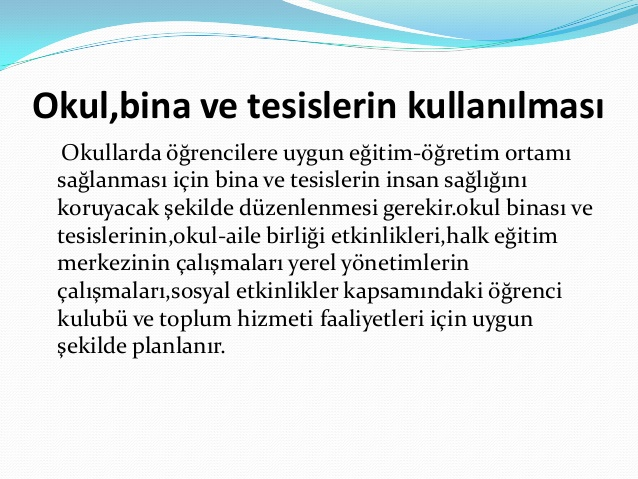 Okul,bina ve tesislerin kullanılması
Okullarda öğrencilere uygun eğitim-öğretim ortamı
sağlanması için bina ve tesislerin insan sağlığını
koruyacak şekilde düzenlenmesi gerekir.okul binası ve
tesislerinin,okul-aile birliği etkinlikleri,halk eğitim
merkezinin çalışmaları yerel yönetimlerin
çalışmaları,sosyal etkinlikler kapsamındaki öğrenci
kulubü ve toplum hizmeti faaliyetleri için uygun
şekilde planlanır.